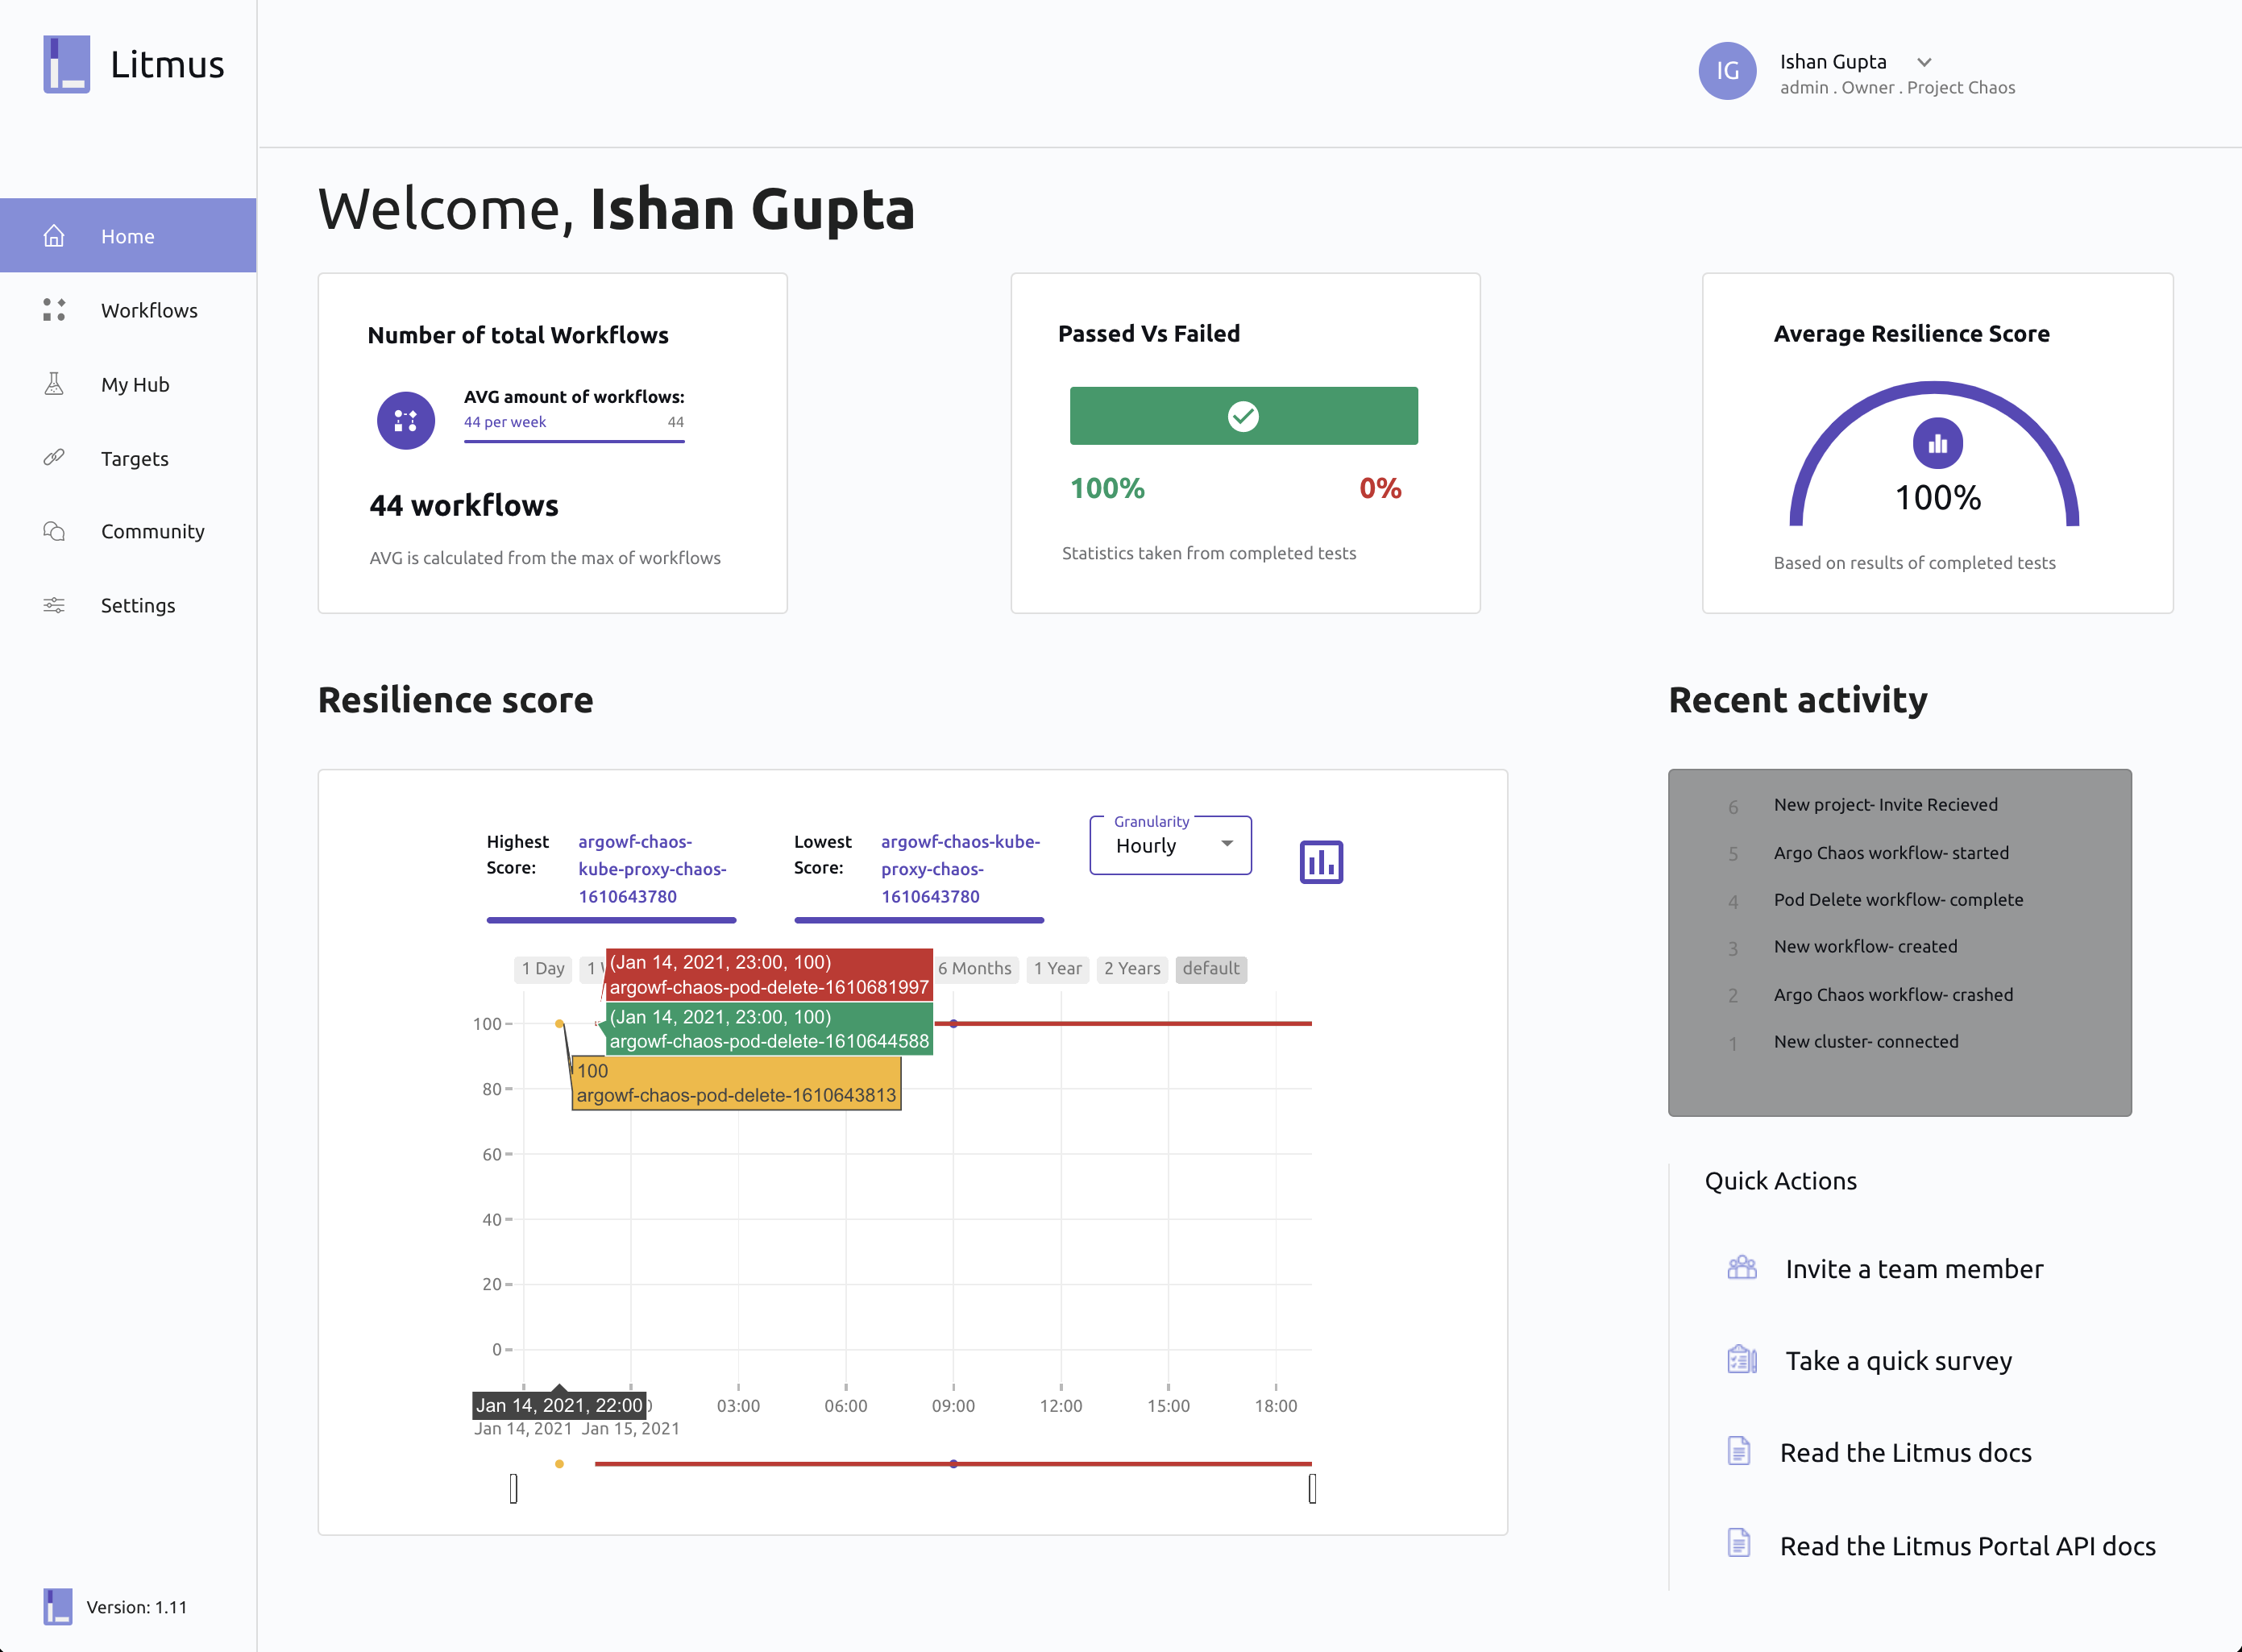 Litmus
IG
Ishan Gupta
admin . Owner . Project Chaos
Home
Workflows
My Hub
Targets
Community
Settings
Version: 1.11
Welcome, Ishan Gupta
Number of total Workflows
AVG amount of workflows:
44 per week 44
44 workflows
AVG is calculated from the max of workflows
Passed Vs Failed
100% 0%
Statistics taken from completed tests
Average Resilience Score
100%
Based on results of completed tests
Resilience score
Highest
Score:
argowf-chaos-
kube-proxy-chaos-
1610643780
Lowest
Score:
argowf-chaos-kube-
proxy-chaos-
1610643780
Granularity
Hourly
1 Day 1 6 Months 1 Year 2 Years default
(Jan 14, 2021, 23:00, 100)
argowf-chaos-pod-delete-1610681997
(Jan 14, 2021, 23:00, 100)
argowf-chaos-pod-delete-1610644588
100
argowf-chaos-pod-delete-1610643813
100
80
60
40
20
0
Jan 14, 2021, 22:00
03:00 06:00 09:00 12:00 15:00 18:00
Jan 14, 2021 Jan 15, 2021
Recent activity
6 New project- Invite Recieved
5 Argo Chaos workflow- started
4 Pod Delete workflow- complete
3 New workflow- created
2 Argo Chaos workflow- crashed
1 New cluster- connected
Quick Actions
Invite a team member
Take a quick survey
Read the Litmus docs
Read the Litmus Portal API docs